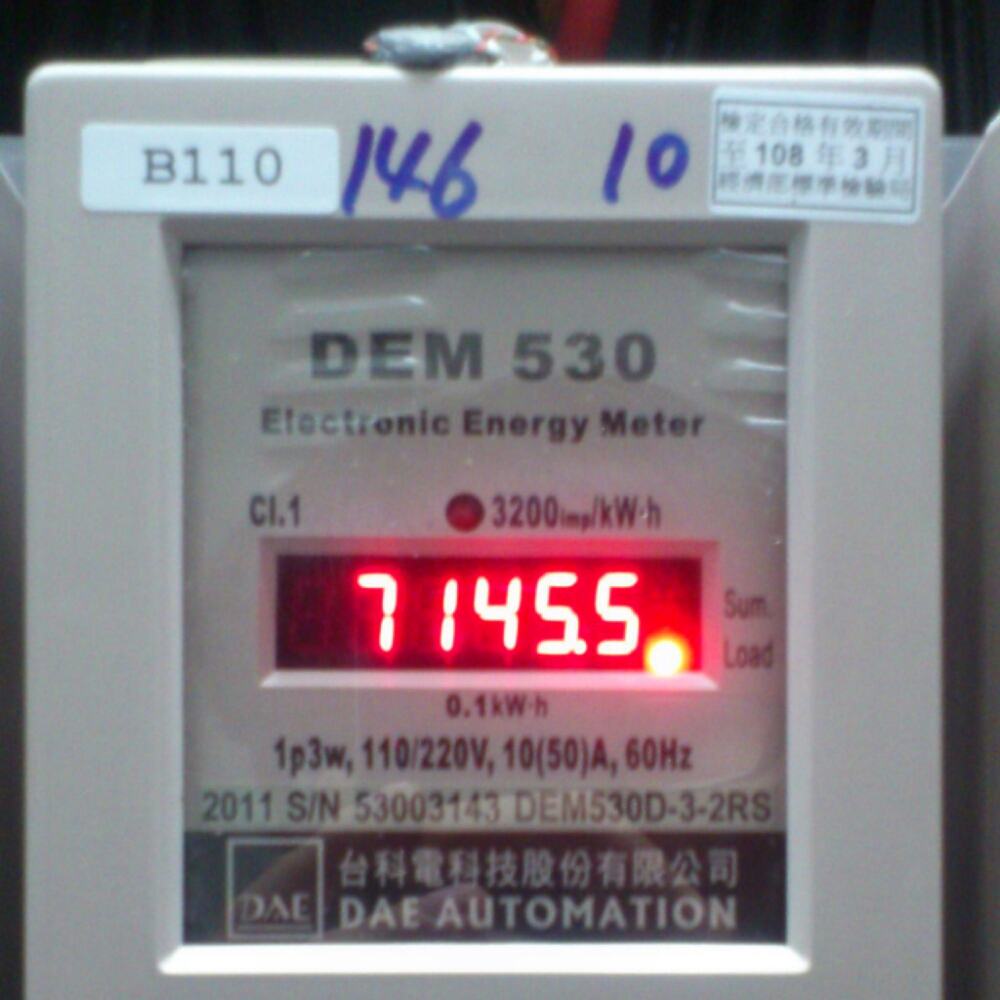 B110
146
10
檢定合格有效期間
至 108 年 3 月
經濟部標準檢驗局
DEM 530
Electronic Energy Meter
Cl.1
3200imp/kW·h
7145.5
Sum.
Load
0.1kW·h
1p3w, 110/220V, 10(50)A, 60Hz
2011 S/N 53003143 DEM530D-3-2RS
台科電科技股份有限公司
DAE
DAE AUTOMATION